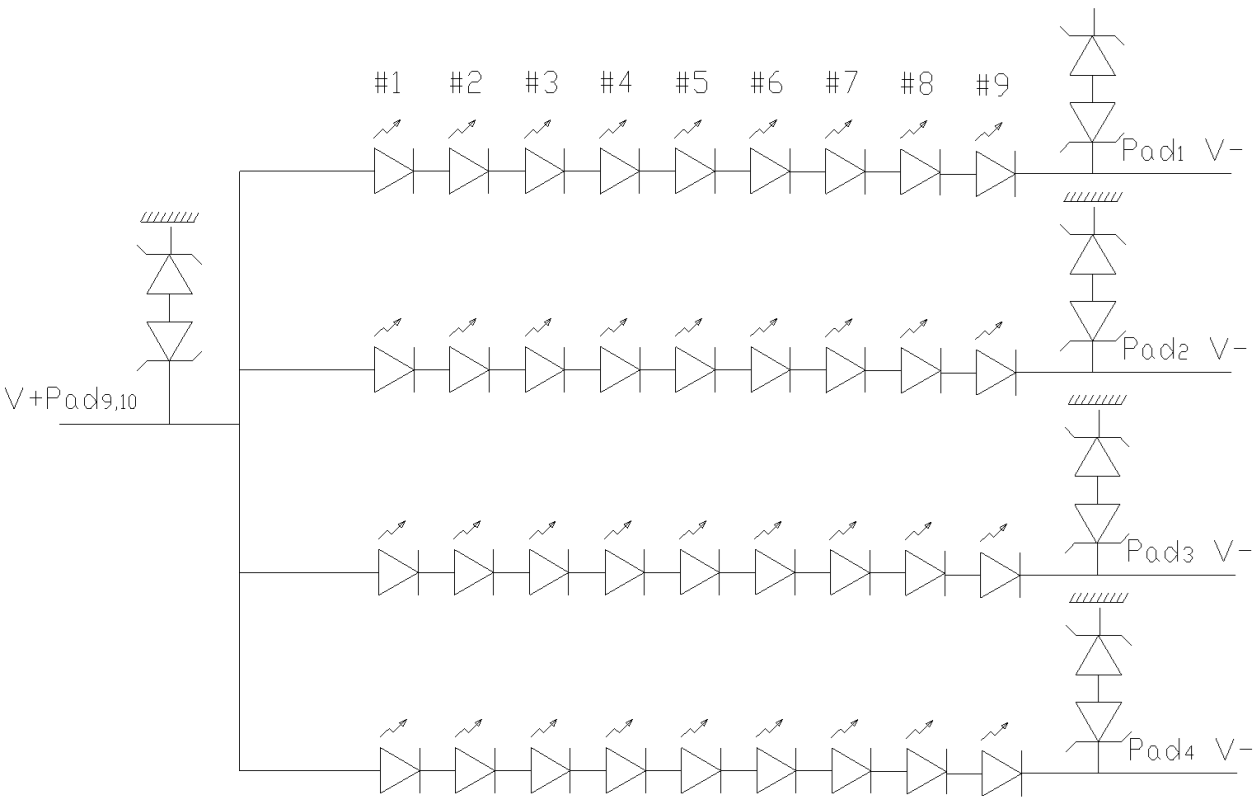 #1 #2 #3 #4 #5 #6 #7 #8 #9
Pad1 V-
Pad2 V-
V+Pad9,10
Pad3 V-
Pad4 V-